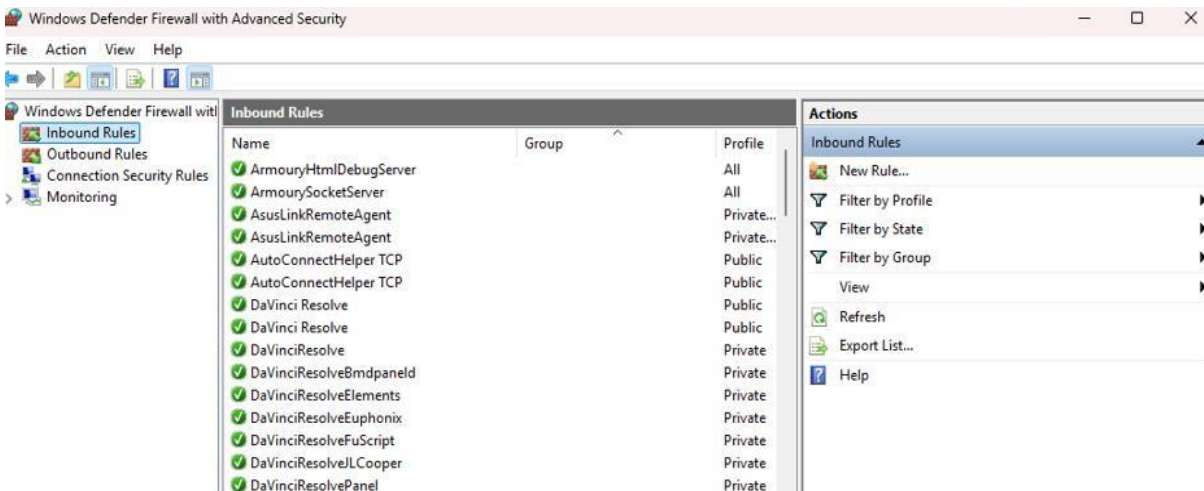 Windows Defender Firewall with Advanced Security
File Action View Help
Windows Defender Firewall witl
Inbound Rules
Outbound Rules
Connection Security Rules
Monitoring
Inbound Rules
Name Group Profile
ArmouryHtmlDebugServer All
ArmourySocketServer All
AsusLinkRemoteAgent Private...
AsusLinkRemoteAgent Private...
AutoConnectHelper TCP Public
AutoConnectHelper TCP Public
DaVinci Resolve Public
DaVinci Resolve Public
DaVinciResolve Private
DaVinciResolveBmdpaneld Private
DaVinciResolveElements Private
DaVinciResolveEuphonix Private
DaVinciResolveFuScript Private
DaVinciResolveJLCooper Private
DaVinciResolvePanel Private
Actions
Inbound Rules
New Rule...
Filter by Profile
Filter by State
Filter by Group
View
Refresh
Export List...
Help